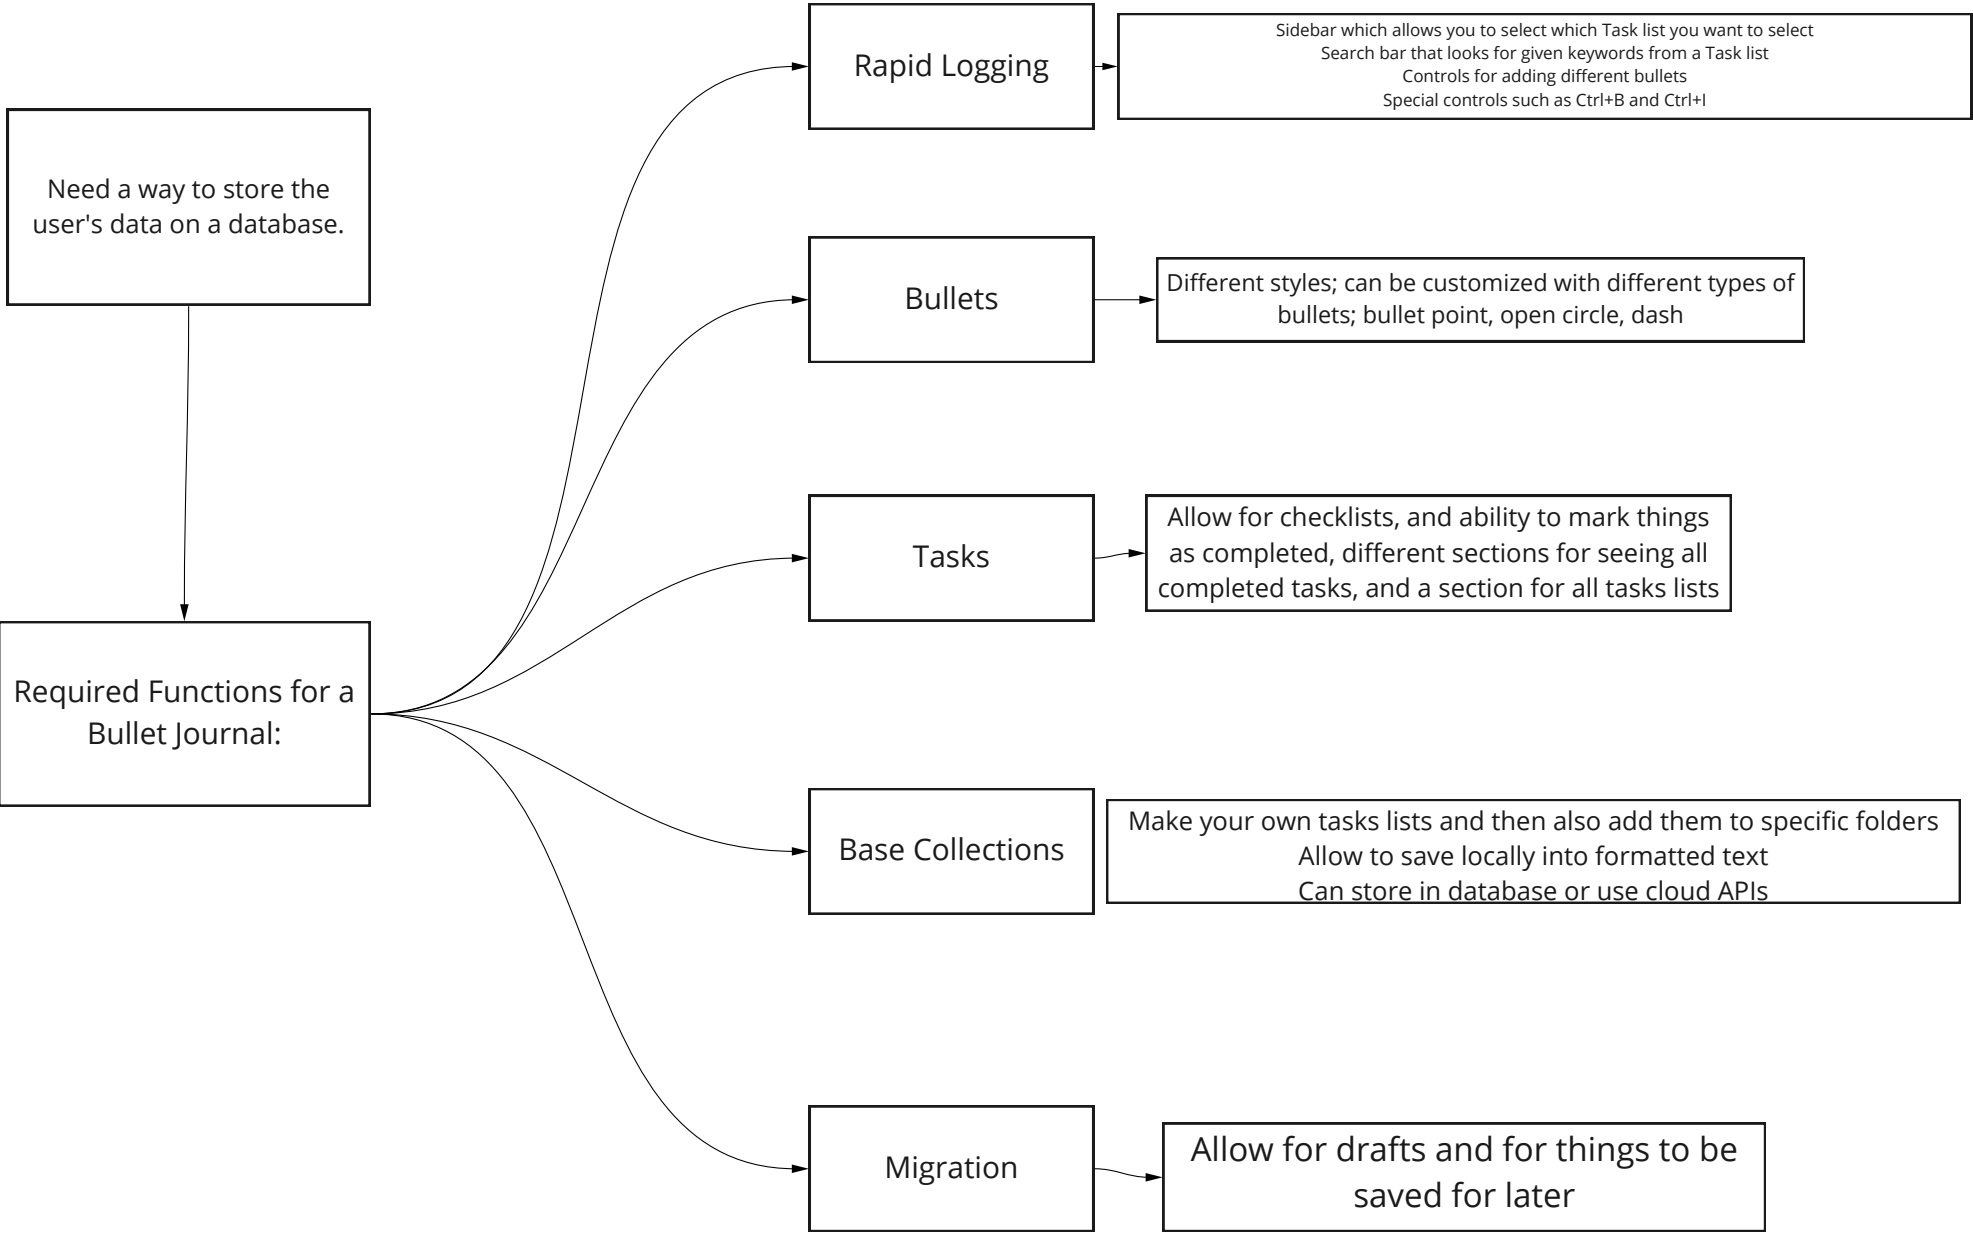 Rapid Logging
Sidebar which allows you to select which Task list you want to select
Search bar that looks for given keywords from a Task list
Controls for adding different bullets
Special controls such as Ctrl+B and Ctrl+I
Need a way to store the
user's data on a database.
Bullets
Different styles; can be customized with different types of
bullets; bullet point, open circle, dash
Tasks
Allow for checklists, and ability to mark things
as completed, different sections for seeing all
completed tasks, and a section for all tasks lists
Required Functions for a
Bullet Journal:
Base Collections
Make your own tasks lists and then also add them to specific folders
Allow to save locally into formatted text
Can store in database or use cloud APIs
Migration
Allow for drafts and for things to be
saved for later